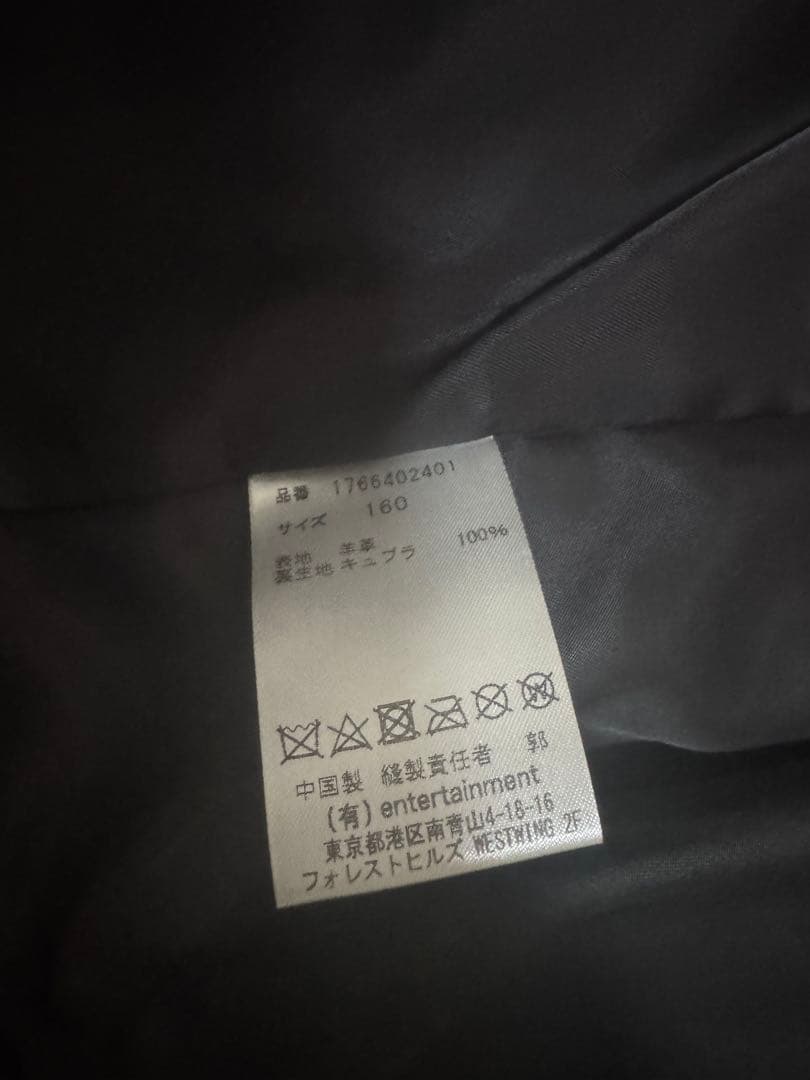 品番 1766402401
サイズ 160
表地 羊革
裏生地 キュプラ 100%
中国製 縫製責任者 郭
(有) entertainment
東京都港区南青山4-18-16
フォレストヒルズ WESTWING 2F